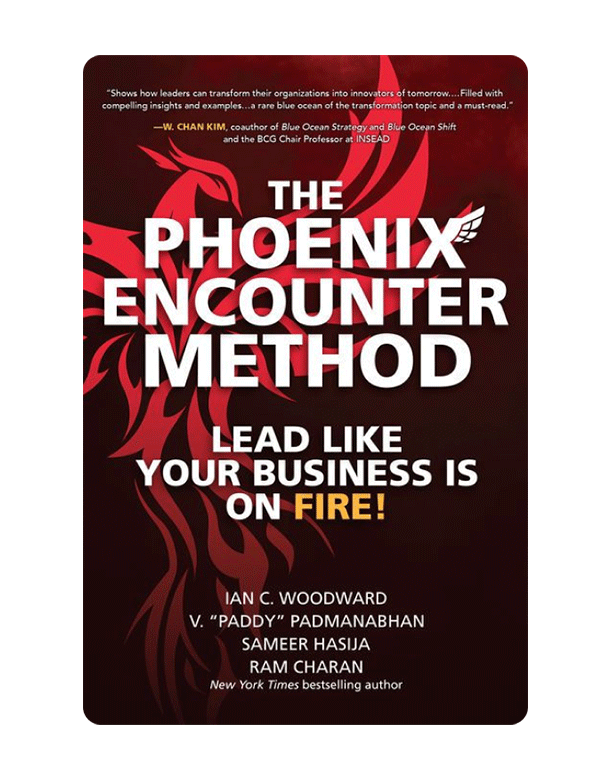 “Shows how leaders can transform their organizations into innovators of tomorrow....Filled with
compelling insights and examples...a rare blue ocean of the transformation topic and a must-read.”
—W. CHAN KIM, coauthor of Blue Ocean Strategy and Blue Ocean Shift
and the BCG Chair Professor at INSEAD
THE
PHOENIX
ENCOUNTER
METHOD
LEAD LIKE
YOUR BUSINESS IS
ON FIRE!
IAN C. WOODWARD
V. “PADDY” PADMANABHAN
SAMEER HASIJA
RAM CHARAN
New York Times bestselling author